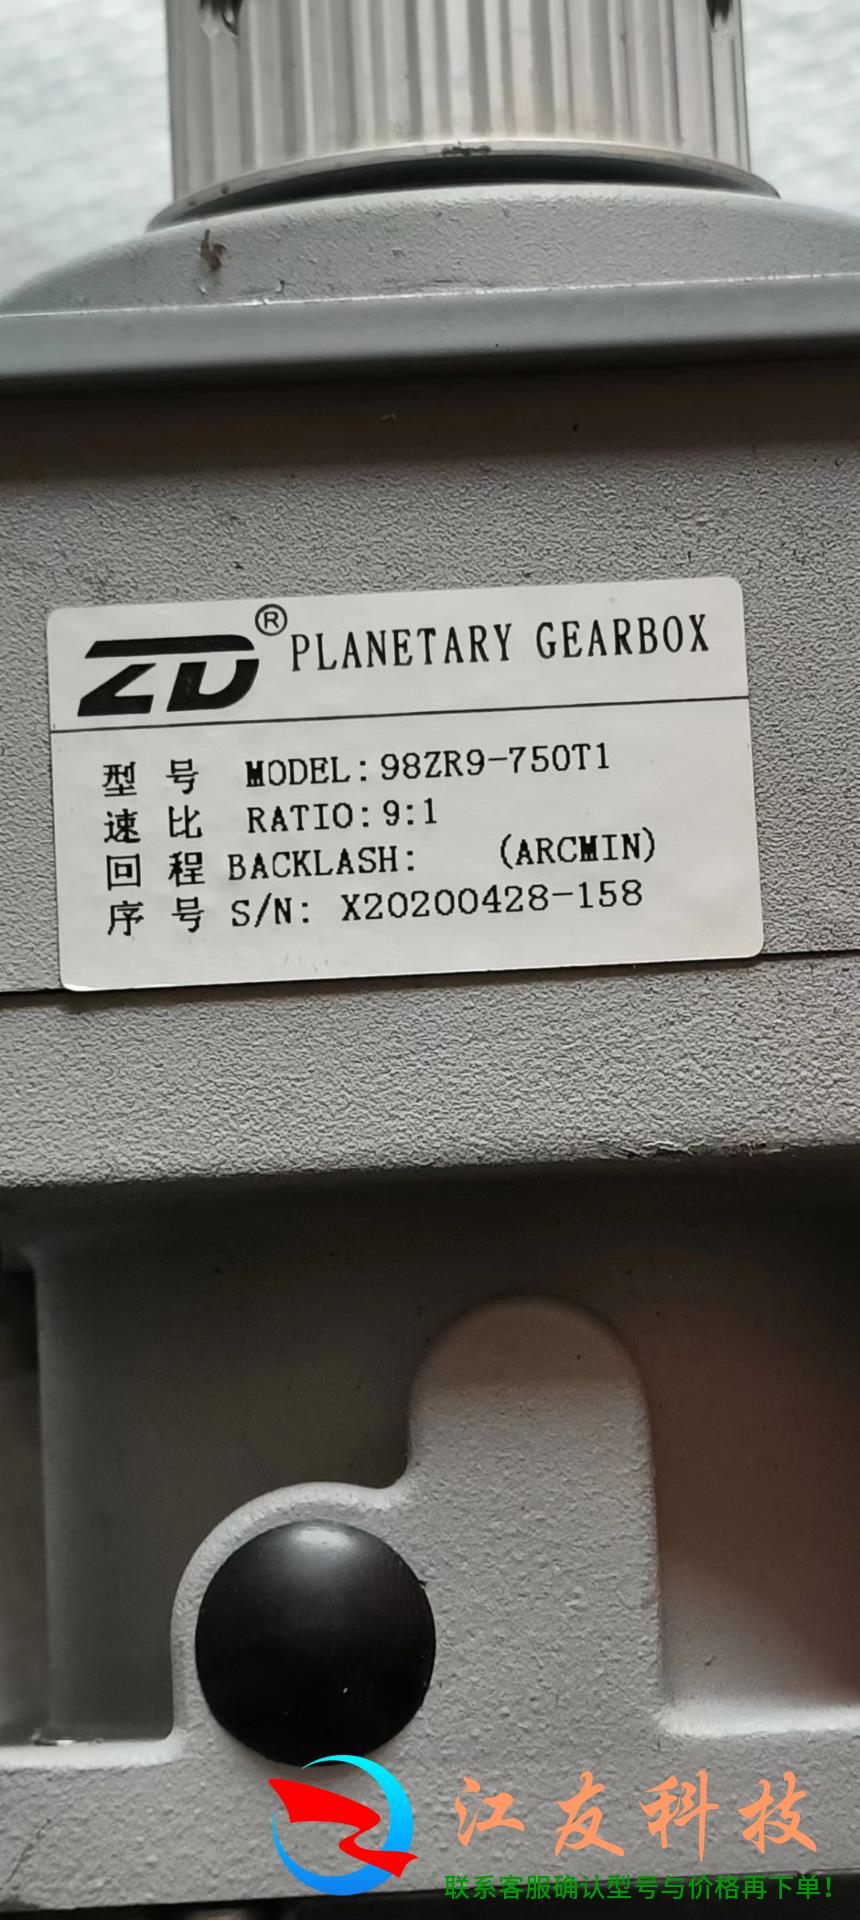 ZD® PLANETARY GEARBOX
型 号 MODEL: 98ZR9-750T1
速 比 RATIO: 9:1
回 程 BACKLASH: (ARCMIN)
序 号 S/N: X20200428-158
江友科技
联系客服确认型号与价格再下单!